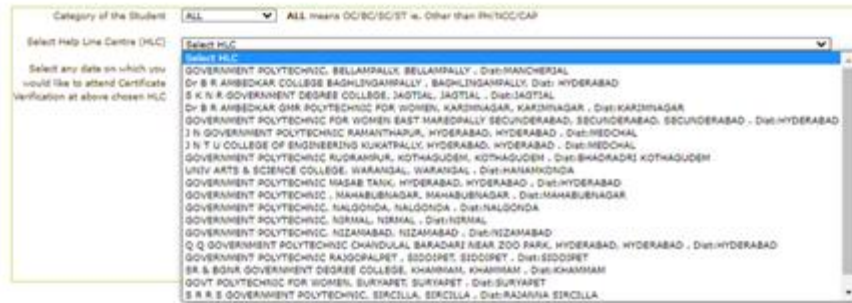 Category of the Student ALL ALL means OC/BC/SC/ST ie. Other than PH/NCC/CAP
Select Help Line Centre (HLC) Select HLC
Select HLC
Select any date on which you
would like to attend Certificate
Verification at above chosen HLC
GOVERNMENT POLYTECHNIC, BELLAMPALLY, BELLAMPALLY . Dist:MANCHERIAL
Dr B R AMBEDKAR COLLEGE BAGHLINGAMPALLY , BAGHLINGAMPALLY, Dist: HYDERABAD
S K N R GOVERNMENT DEGREE COLLEGE, JAGTIAL, JAGTIAL . Dist:JAGTIAL
Dr B R AMBEDKAR GMR POLYTECHNIC FOR WOMEN, KARIMNAGAR, KARIMNAGAR . Dist:KARIMNAGAR
GOVERNMENT POLYTECHNIC FOR WOMEN EAST MAREDPALLY SECUNDERABAD, SECUNDERABAD, SECUNDERABAD . Dist:HYDERABAD
J N GOVERNMENT POLYTECHNIC RAMANTHAPUR, HYDERABAD, HYDERABAD . Dist:MEDCHAL
J N T U COLLEGE OF ENGINEERING KUKATPALLY, HYDERABAD, HYDERABAD . Dist:MEDCHAL
GOVERNMENT POLYTECHNIC RUDRAMPUR, KOTHAGUDEM, KOTHAGUDEM . Dist:BHADRADRI KOTHAGUDEM
UNIV ARTS & SCIENCE COLLEGE, WARANGAL, WARANGAL . Dist:HANAMKONDA
GOVERNMENT POLYTECHNIC MASAB TANK, HYDERABAD, HYDERABAD . Dist:HYDERABAD
GOVERNMENT POLYTECHNIC , MAHABUBNAGAR, MAHABUBNAGAR . Dist:MAHABUBNAGAR
GOVERNMENT POLYTECHNIC, NALGONDA, NALGONDA . Dist:NALGONDA
GOVERNMENT POLYTECHNIC, NIRMAL, NIRMAL . Dist:NIRMAL
GOVERNMENT POLYTECHNIC, NIZAMABAD, NIZAMABAD . Dist:NIZAMABAD
Q Q GOVERNMENT POLYTECHNIC CHANDULAL BARADARI NEAR ZOO PARK, HYDERABAD, HYDERABAD . Dist:HYDERABAD
GOVERNMENT POLYTECHNIC RAJGOPALPET , SIDDIPET, SIDDIPET . Dist:SIDDIPET
SR & BGNR GOVERNMENT DEGREE COLLEGE, KHAMMAM, KHAMMAM . Dist:KHAMMAM
GOVT POLYTECHNIC FOR WOMEN, SURYAPET, SURYAPET . Dist:SURYAPET
S R R S GOVERNMENT POLYTECHNIC, SIRCILLA, SIRCILLA . Dist:RAJANNA SIRCILLA